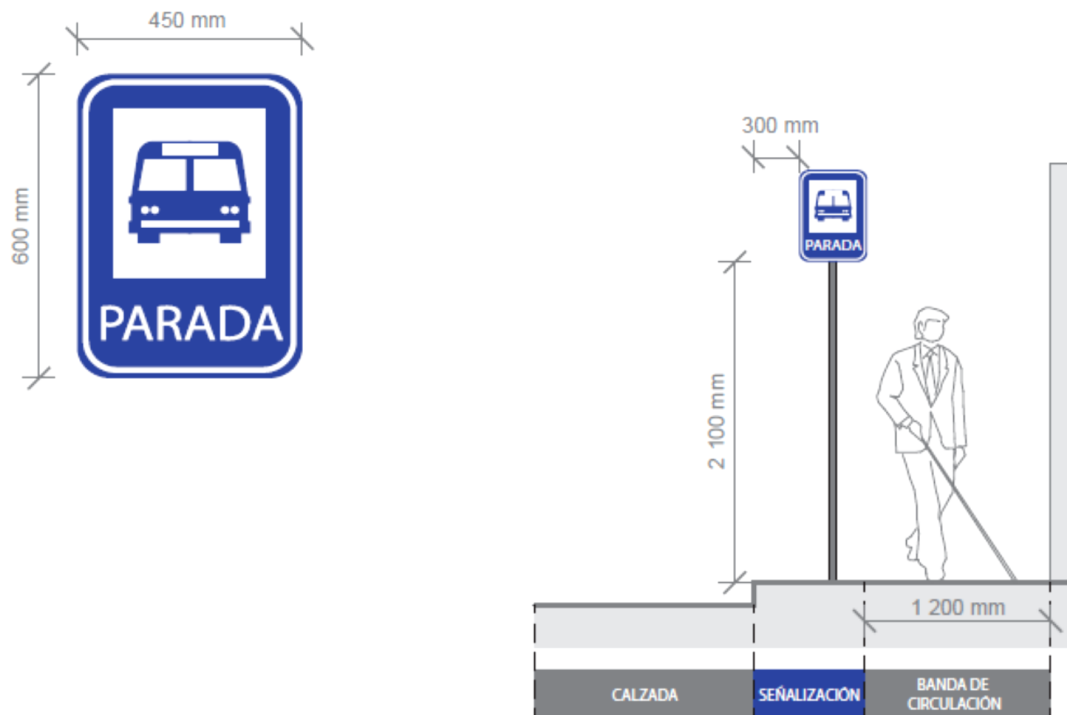 450 mm
600 mm
PARADA
300 mm
PARADA
2 100 mm
1 200 mm
CALZADA
SEÑALIZACIÓN
BANDA DE
CIRCULACIÓN